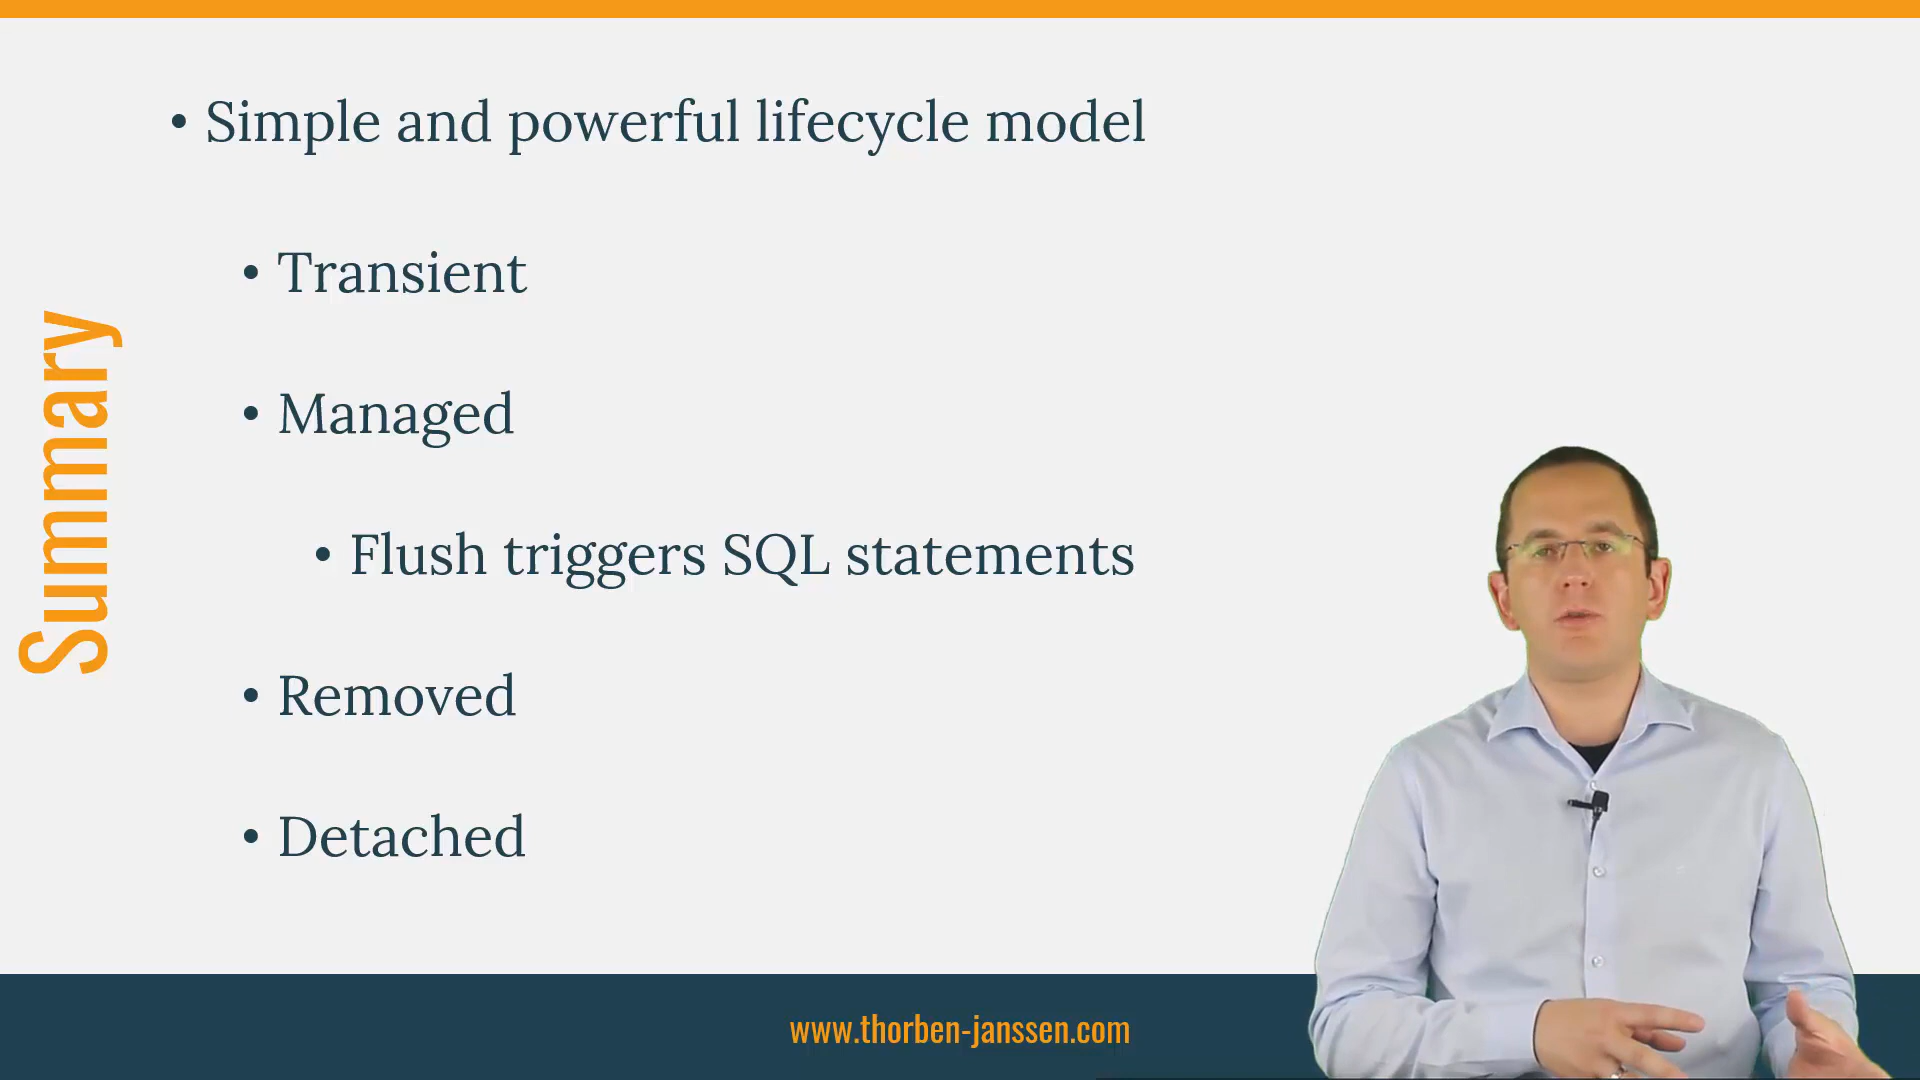 Summary
• Simple and powerful lifecycle model
• Transient
• Managed
• Flush triggers SQL statements
• Removed
• Detached
www.thorben-janssen.com